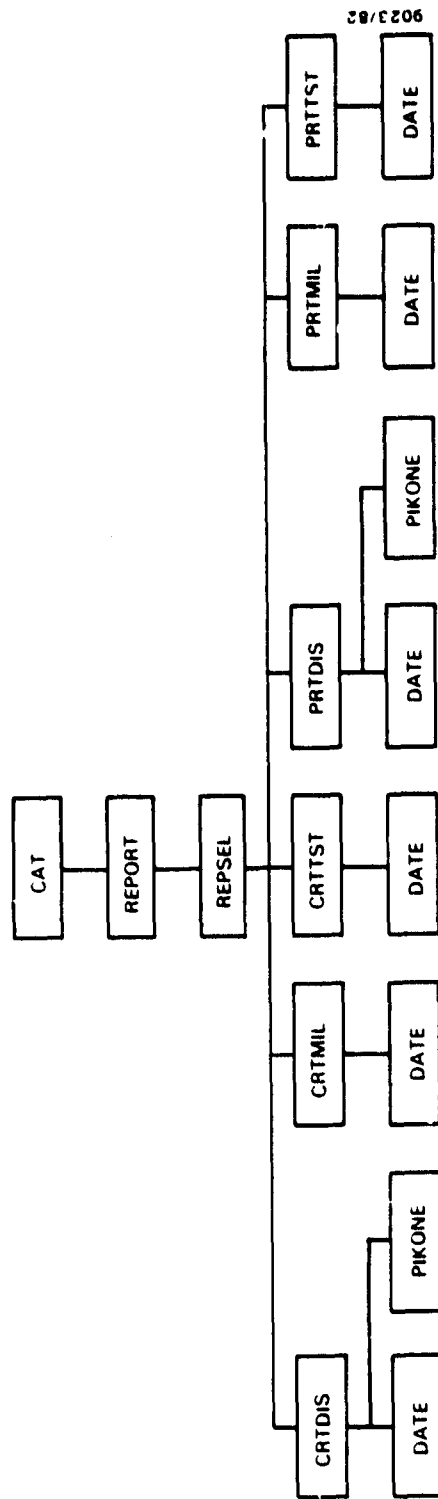 CAT
REPORT
REPSEL
CRTDIS
CRTMIL
CRTTST
PRTDIS
PRTMIL
PRTTST
DATE
PIKONE
DATE
DATE
DATE
PIKONE
DATE
DATE
9023/82